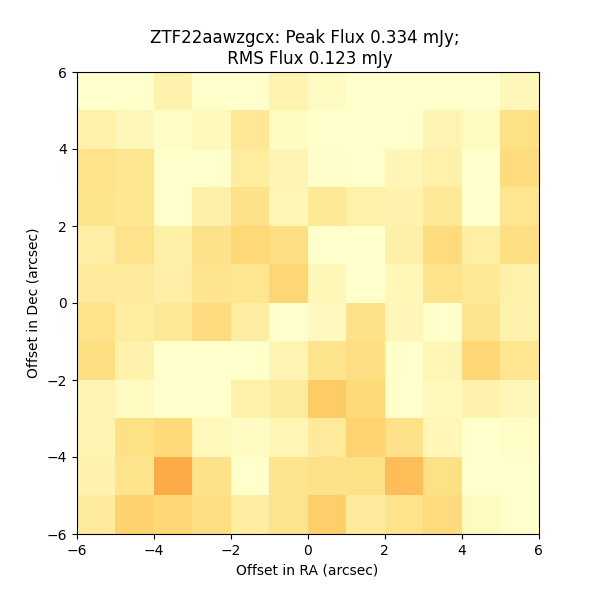 ZTF22aawzgcx: Peak Flux 0.334 mJy;
RMS Flux 0.123 mJy
6
4
2
0
−2
−4
−6
Offset in Dec (arcsec)
−6 −4 −2 0 2 4 6
Offset in RA (arcsec)